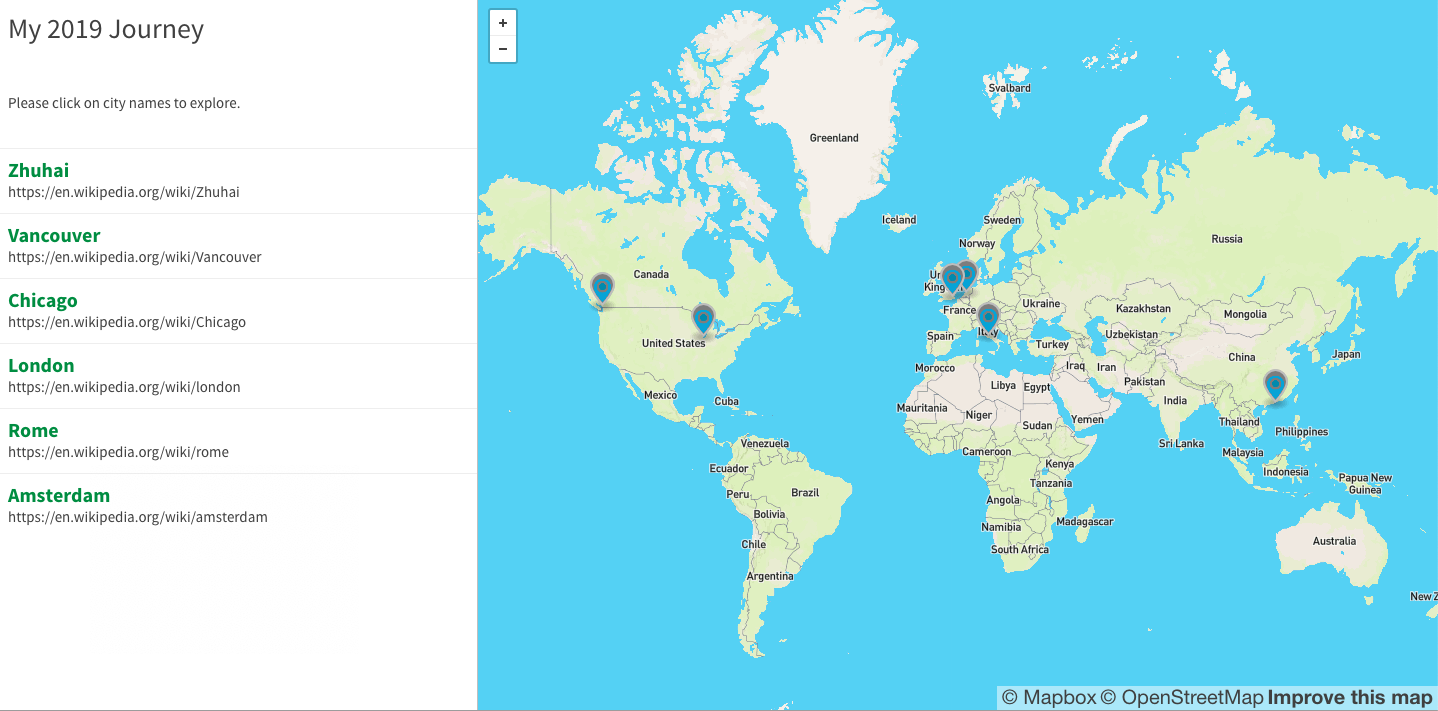 My 2019 Journey
Please click on city names to explore.
Zhuhai
https://en.wikipedia.org/wiki/Zhuhai
Vancouver
https://en.wikipedia.org/wiki/Vancouver
Chicago
https://en.wikipedia.org/wiki/Chicago
London
https://en.wikipedia.org/wiki/london
Rome
https://en.wikipedia.org/wiki/rome
Amsterdam
https://en.wikipedia.org/wiki/amsterdam
+
−
Svalbard
Greenland
Iceland
Sweden
Norway
Russia
Canada
Un
King
Ukraine
Kazakhstan
France
Mongolia
Italy
Uzbekistan
Spain
United States
Turkey
Japan
China
Iraq
Iran
Morocco
Pakistan
Libya
Egypt
Mexico
India
Cuba
Mauritania
Niger
Yemen
Thailand
Sudan
Philippines
Venezuela
Sri Lanka
Cameroon
Malaysia
Kenya
Ecuador
Indonesia
Papua New
Guinea
Tanzania
Peru
Brazil
Angola
Bolivia
Madagascar
Namibia
Chile
Australia
South Africa
Argentina
New Z
© Mapbox © OpenStreetMap Improve this map